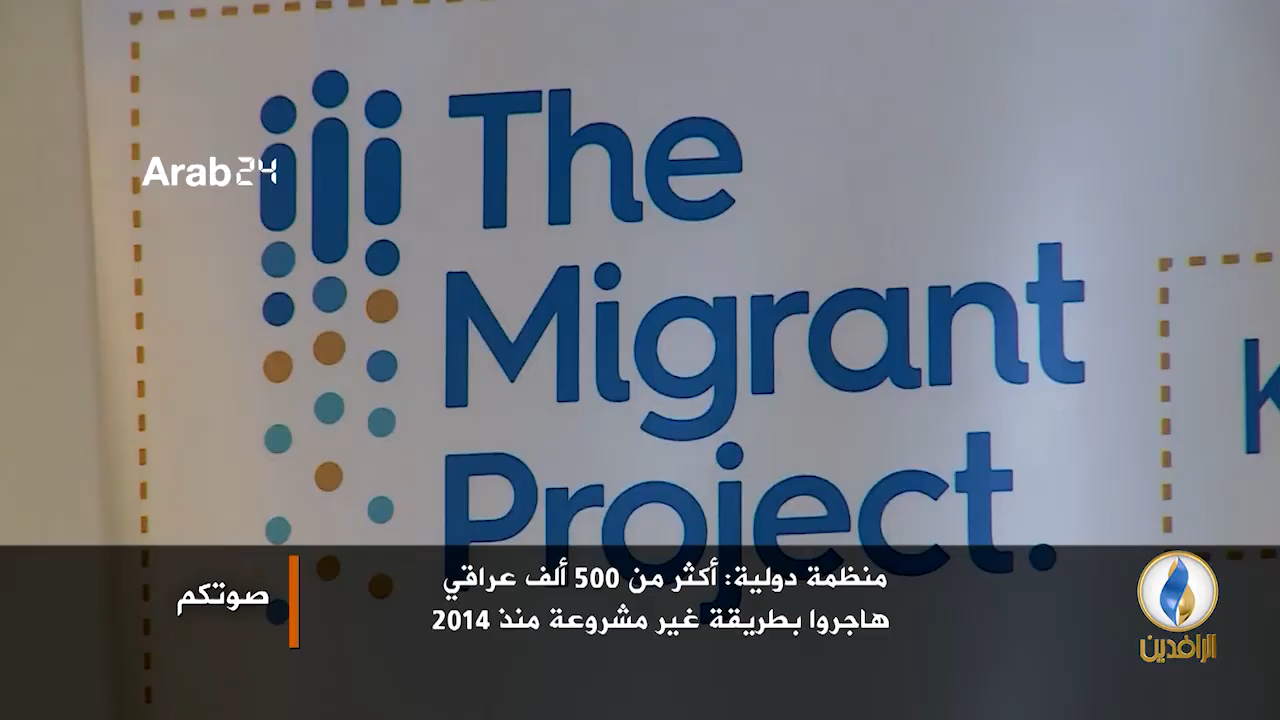 The
Arab24
Migrant
Project.
K
منظمة دولية: أكثر من 500 ألف عراقي
هاجروا بطريقة غير مشروعة منذ 2014
صوتكم
الرافدين